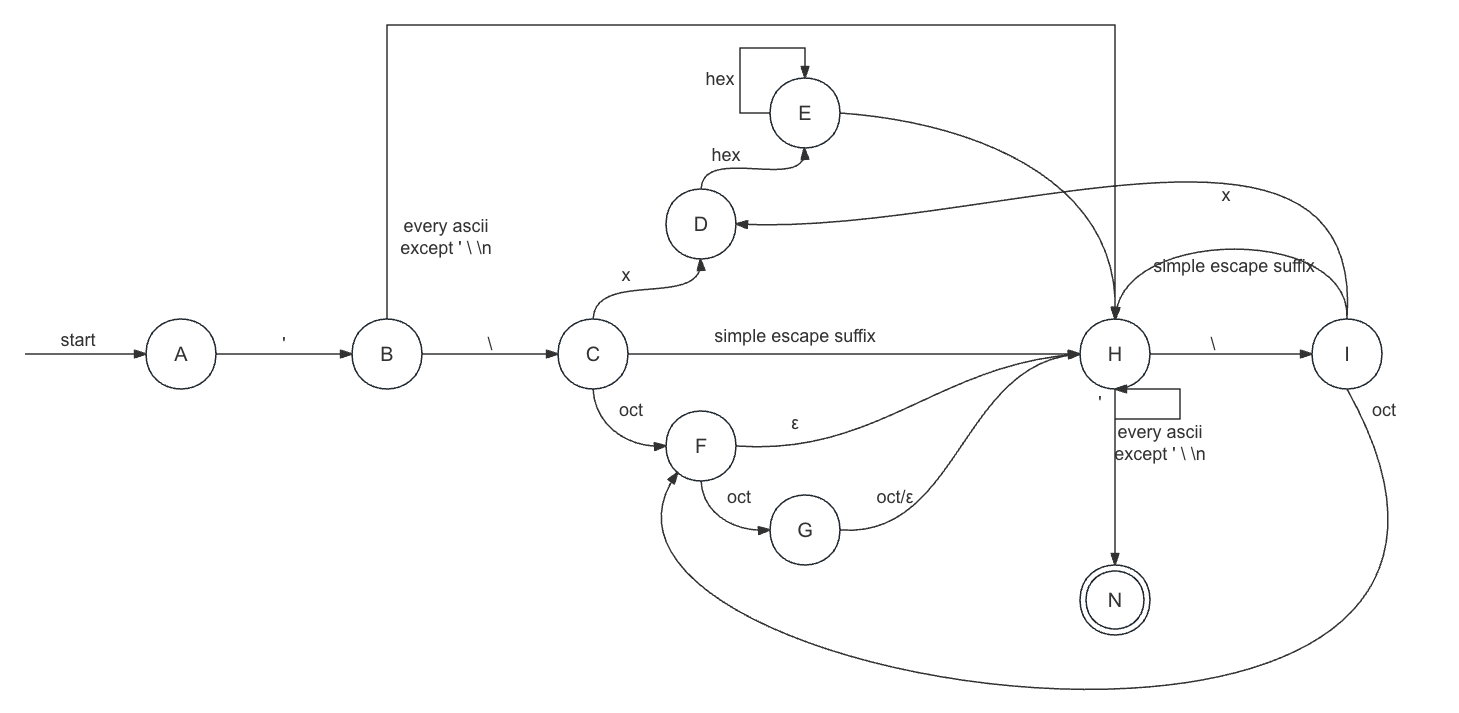 hex
E
hex
D
x
x
every ascii
except ' \ \n
simple escape suffix
start
A
'
B
\
C
simple escape suffix
H
\
I
oct
F
ε
'
oct
every ascii
except ' \ \n
oct
G
oct/ε
N